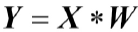 Y = X * W